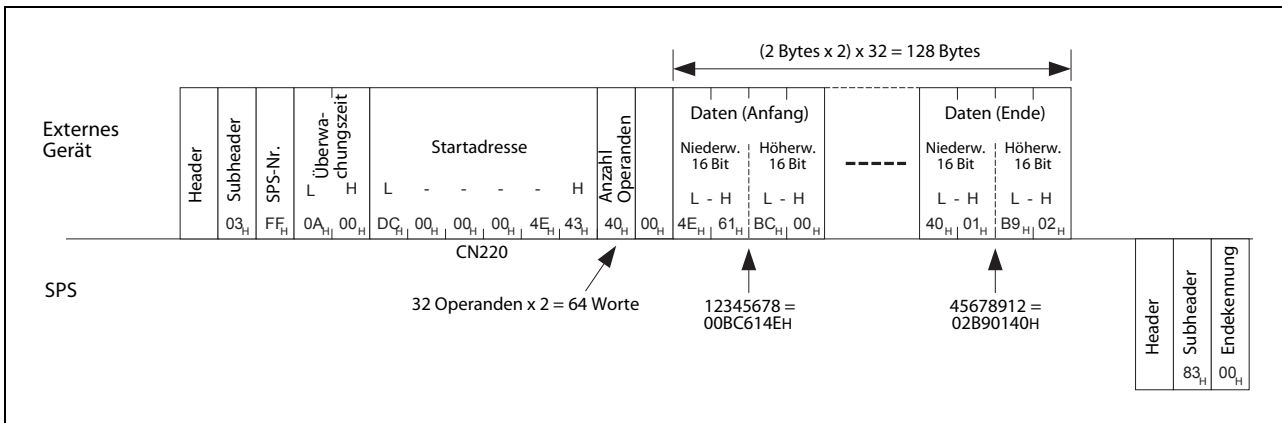 (2 Bytes x 2) x 32 = 128 Bytes
Externes
Gerät
Header
Subheader
03H
SPS-Nr.
FFH
Überwa-
chungszeit
L H
0AH 00H
Startadresse
L - - - - H
DCH 00H 00H 00H 4EH 43H
Anzahl
Operanden
40H 00H
Daten (Anfang)
Niederw.
16 Bit
Höherw.
16 Bit
L - H L - H
4EH 61H BCH 00H
Daten (Ende)
Niederw.
16 Bit
Höherw.
16 Bit
L - H L - H
40H 01H B9H 02H
CN220
SPS
32 Operanden x 2 = 64 Worte
12345678 =
00BC614EH
45678912 =
02B90140H
Header
Subheader
83H
Endekennung
00H